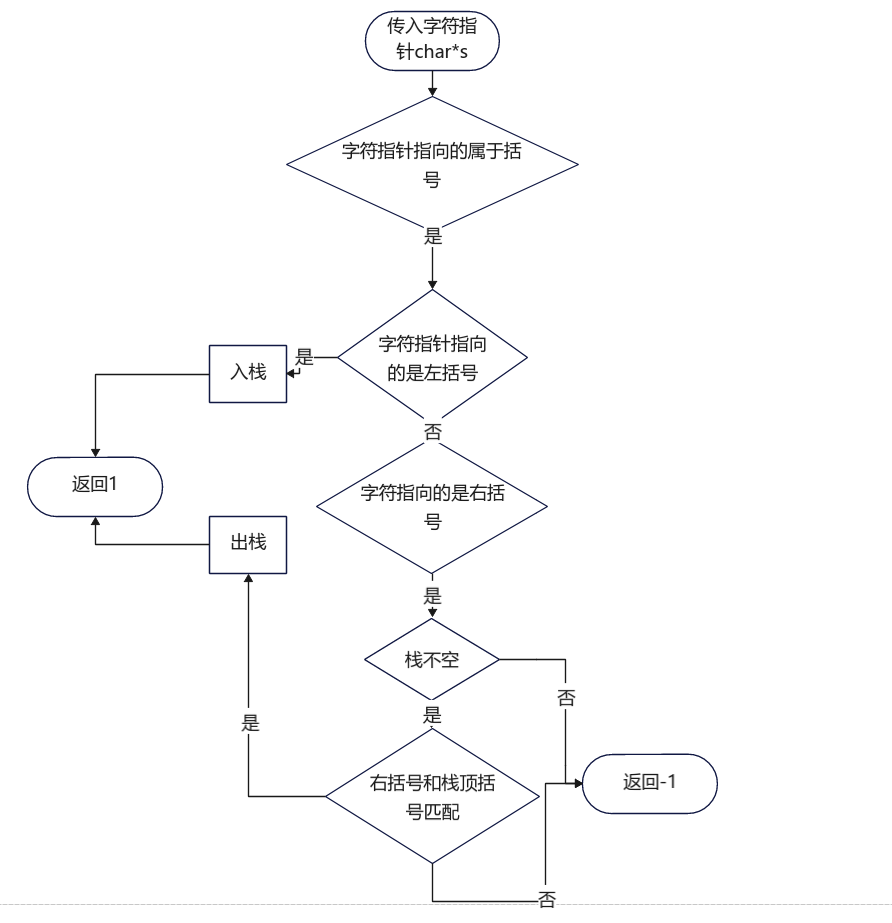 传入字符指
针char*s
字符指针指向的属于括
号
是
字符指针指向
的是左括号
是
入栈
否
返回1
字符指向的是右括
号
出栈
是
栈不空
否
是
是
右括号和栈顶括
号匹配
返回-1
否